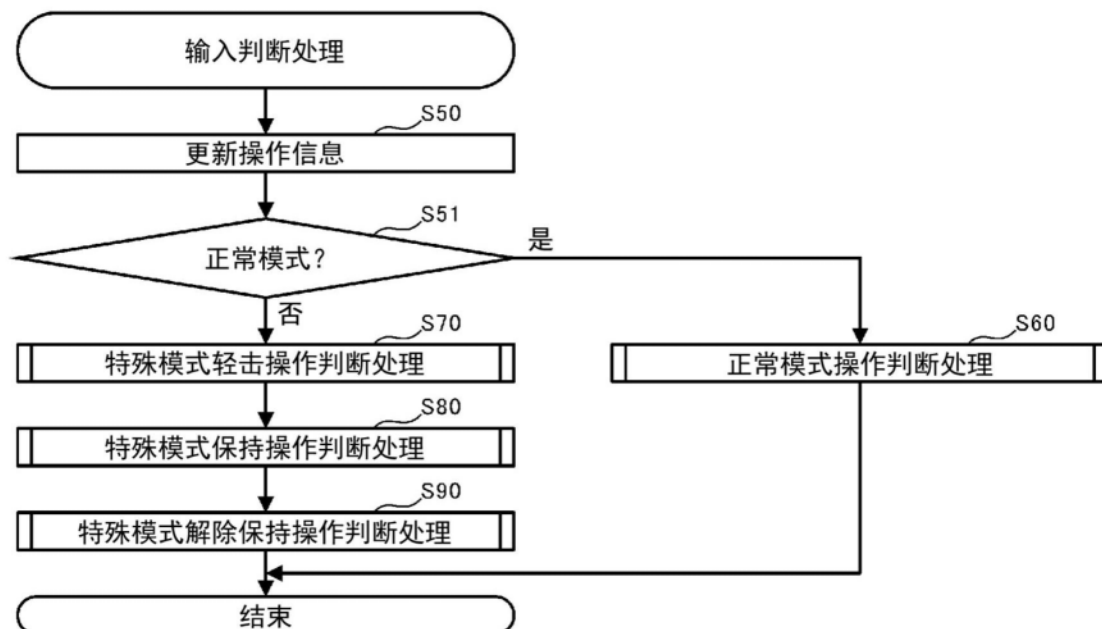 输入判断处理
S50
更新操作信息
S51
正常模式?
是
否
S70
特殊模式轻击操作判断处理
S60
正常模式操作判断处理
S80
特殊模式保持操作判断处理
S90
特殊模式解除保持操作判断处理
结束